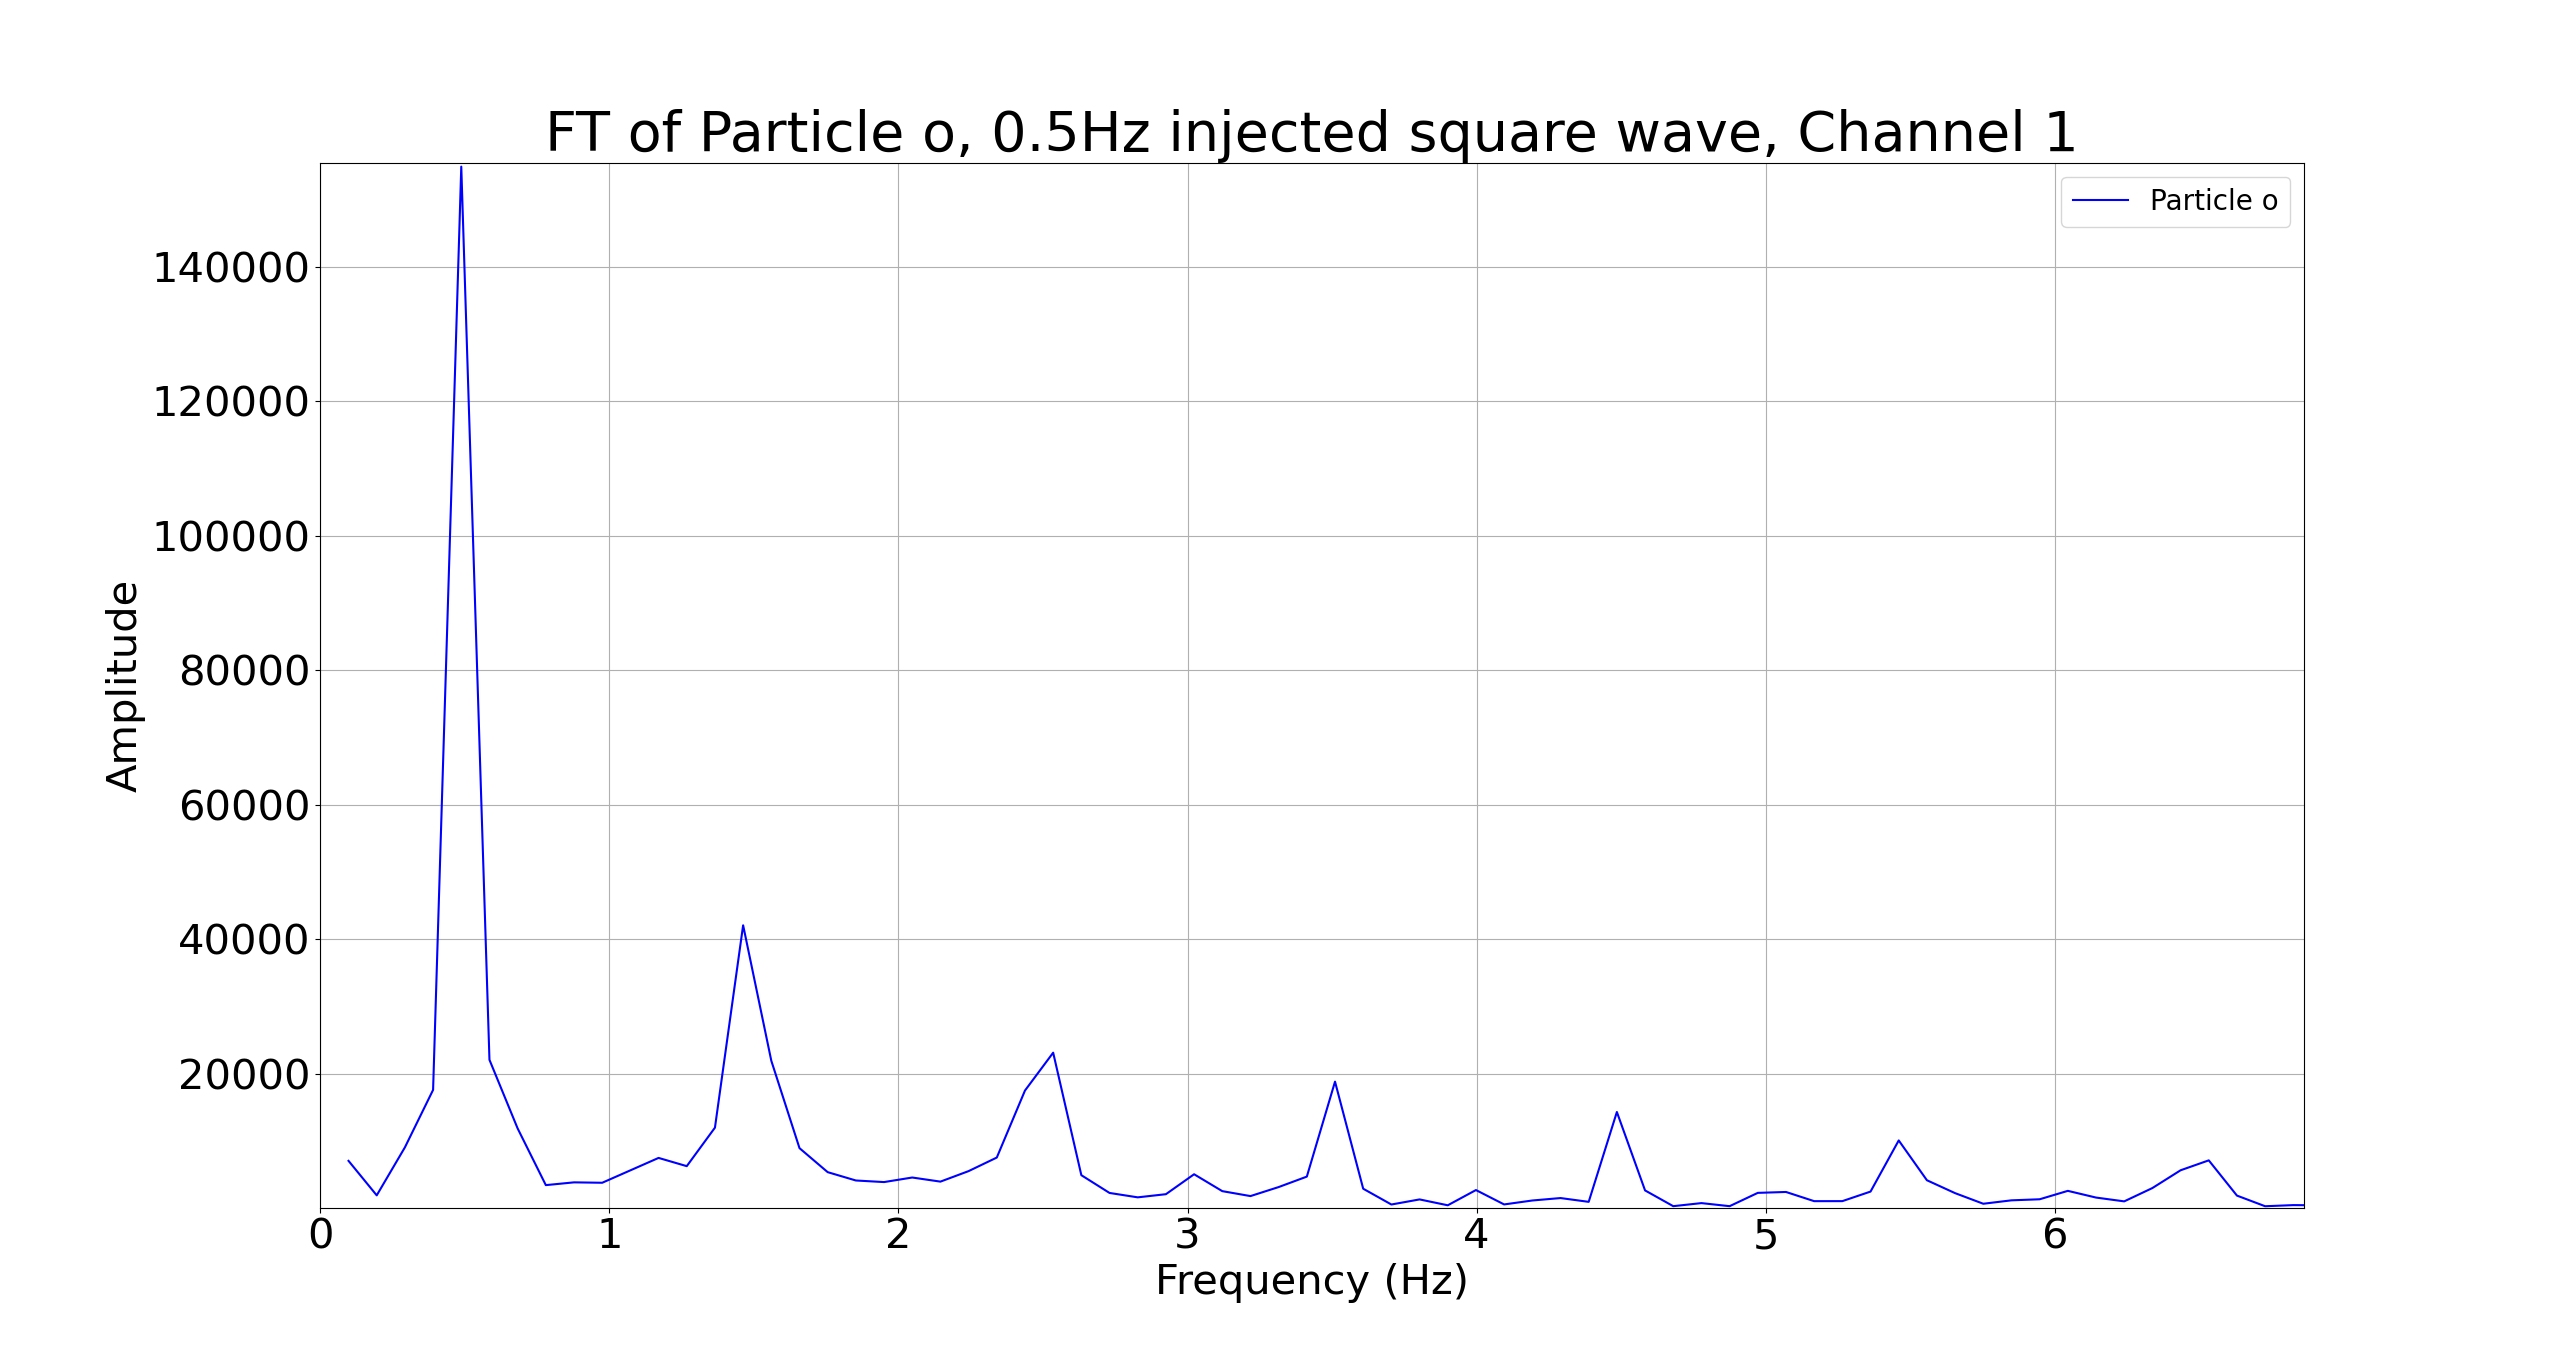 FT of Particle o, 0.5Hz injected square wave, Channel 1
Particle o
140000
120000
100000
80000
60000
40000
20000
Amplitude
0 1 2 3 4 5 6
Frequency (Hz)